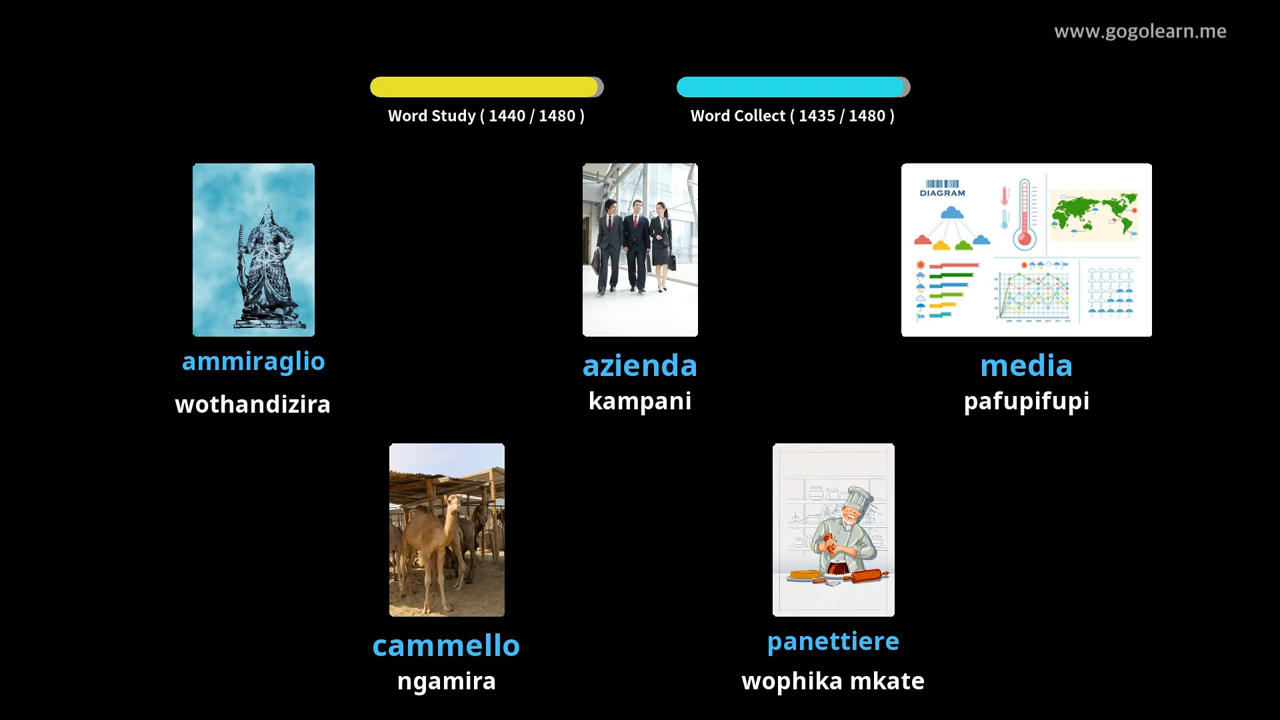 www.gogolearn.me
Word Study ( 1440 / 1480 )
Word Collect ( 1435 / 1480 )
DIAGRAM
ammiraglio
azienda
media
wothandizira
kampani
pafupifupi
cammello
panettiere
ngamira
wophika mkate